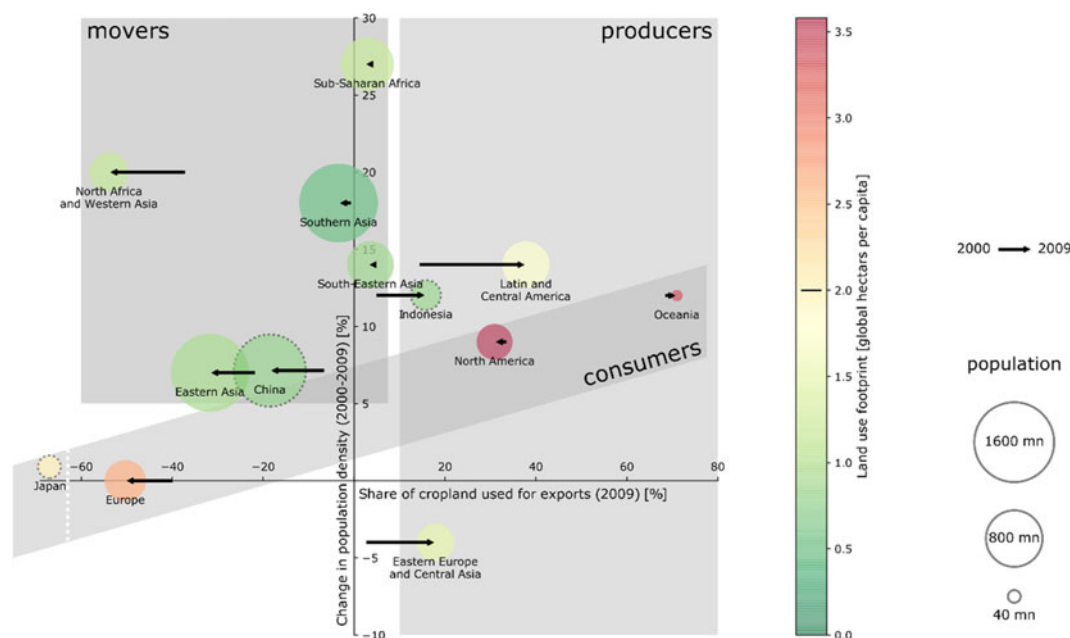 movers
producers
consumers
30
25
20
15
10
5
−5
−10
−60
−40
−20
20
40
60
80
Sub-Saharan Africa
North Africa
and Western Asia
Southern Asia
South-Eastern Asia
Latin and
Central America
Indonesia
Oceania
North America
Eastern Asia
China
Japan
Europe
Eastern Europe
and Central Asia
Share of cropland used for exports (2009) [%]
Change in population density (2000-2009) [%]
3.5
3.0
2.5
2.0
1.5
1.0
0.5
0.0
Land use footprint [global hectars per capita]
2000
2009
population
1600 mn
800 mn
40 mn